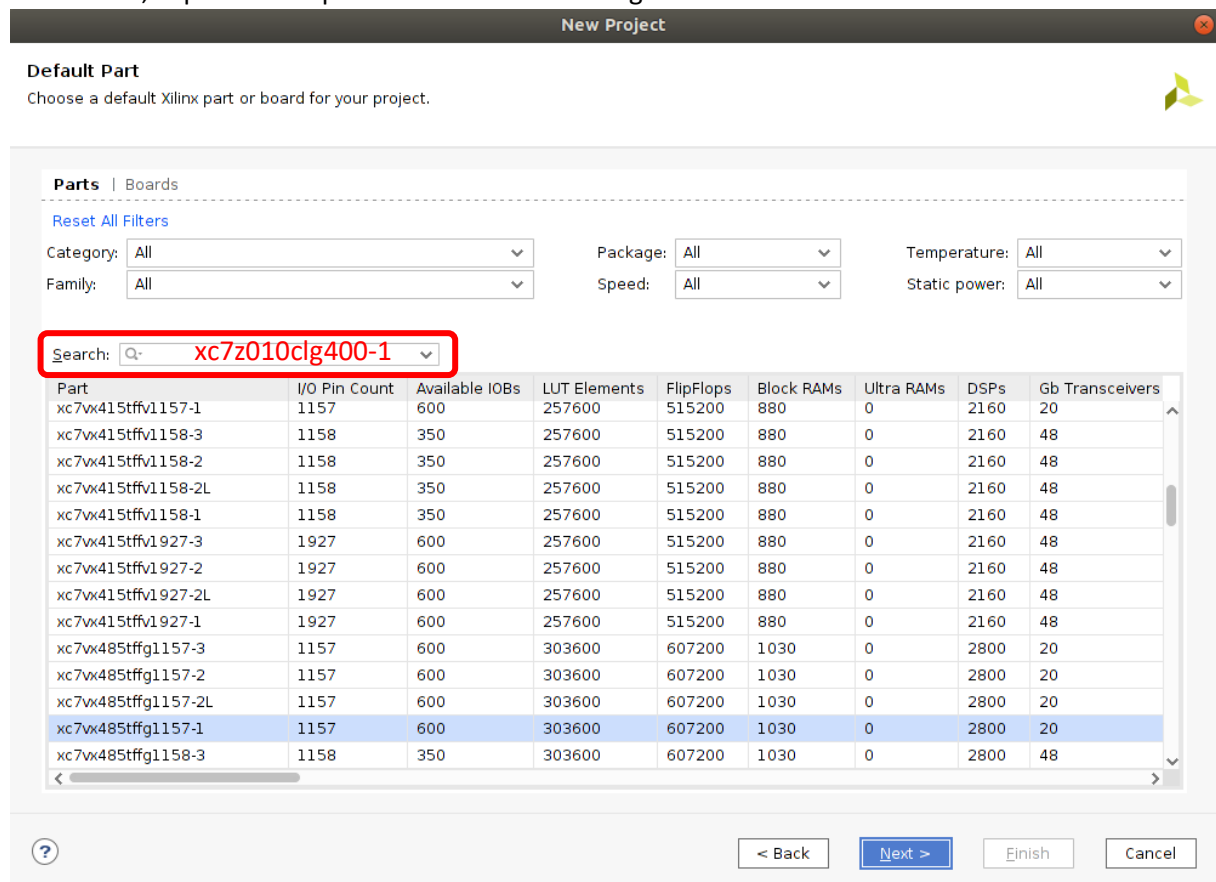 New Project
Default Part
Choose a default Xilinx part or board for your project.
Parts | Boards
Reset All Filters
Category: All Package: All Temperature: All
Family: All Speed: All Static power: All
Search: xc7z010clg400-1
Part I/O Pin Count Available IOBs LUT Elements FlipFlops Block RAMs Ultra RAMs DSPs Gb Transceivers
xc7vx415tffv1157-1 1157 600 257600 515200 880 0 2160 20
xc7vx415tffv1158-3 1158 350 257600 515200 880 0 2160 48
xc7vx415tffv1158-2 1158 350 257600 515200 880 0 2160 48
xc7vx415tffv1158-2L 1158 350 257600 515200 880 0 2160 48
xc7vx415tffv1158-1 1158 350 257600 515200 880 0 2160 48
xc7vx415tffv1927-3 1927 600 257600 515200 880 0 2160 48
xc7vx415tffv1927-2 1927 600 257600 515200 880 0 2160 48
xc7vx415tffv1927-2L 1927 600 257600 515200 880 0 2160 48
xc7vx415tffv1927-1 1927 600 257600 515200 880 0 2160 48
xc7vx485tffg1157-3 1157 600 303600 607200 1030 0 2800 20
xc7vx485tffg1157-2 1157 600 303600 607200 1030 0 2800 20
xc7vx485tffg1157-2L 1157 600 303600 607200 1030 0 2800 20
xc7vx485tffg1157-1 1157 600 303600 607200 1030 0 2800 20
xc7vx485tffg1158-3 1158 350 303600 607200 1030 0 2800 48
? < Back Next > Finish Cancel